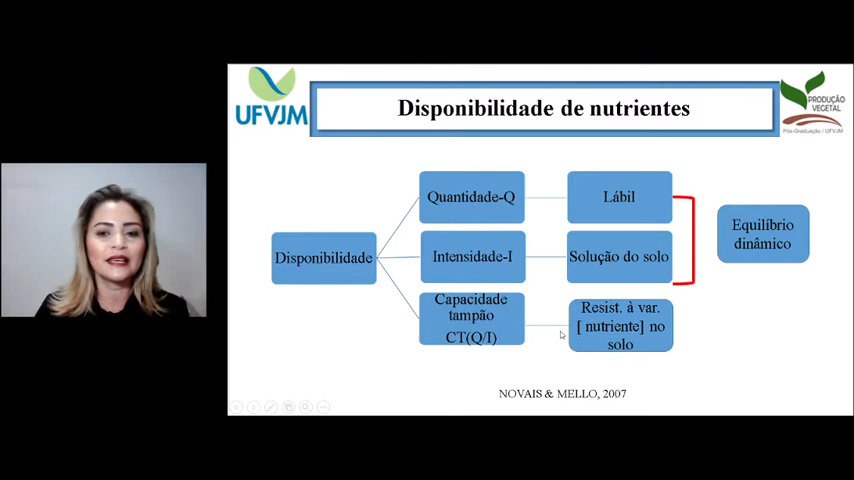 UFVJM
Disponibilidade de nutrientes
PRODUÇÃO
VEGETAL
Pós-Graduação / UFVJM
Quantidade-Q
Lábil
Equilíbrio
dinâmico
Disponibilidade
Intensidade-I
Solução do solo
Capacidade
tampão
CT(Q/I)
Resist. à var.
[ nutriente] no
solo
NOVAIS & MELLO, 2007